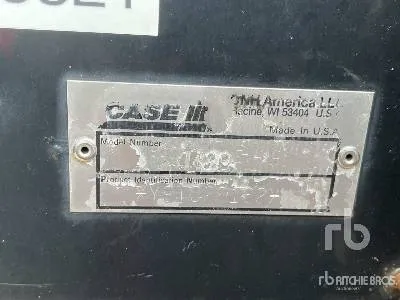 CASE IH
CNH America LLC
Racine, WI 53404 U.S.A.
Made in U.S.A.
Model Number
Product Identification Number
rb
RITCHIE BROS.